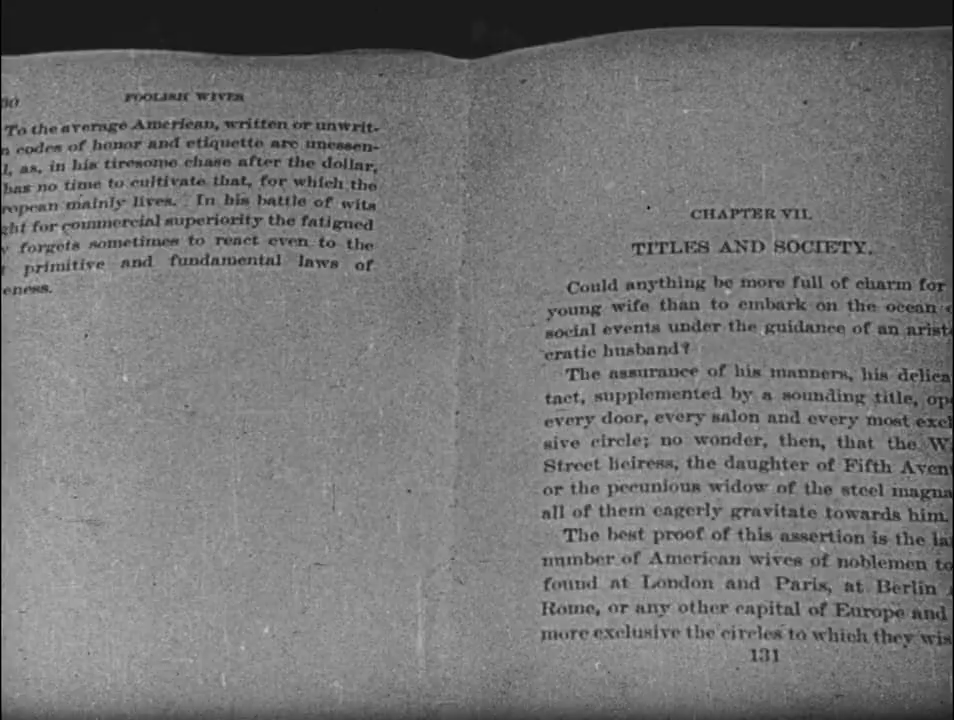 30
FOOLISH WIVES
To the average American, written or unwrit-
n codes of honor and etiquette are unessen-
l, as, in his tiresome chase after the dollar,
has no time to cultivate that, for which the
ropean mainly lives. In his battle of wits
ght for commercial superiority the fatigued
y forgets sometimes to react even to the
t primitive and fundamental laws of
eness.
CHAPTER VII.
TITLES AND SOCIETY.
Could anything be more full of charm for
young wife than to embark on the ocean
social events under the guidance of an arist
cratic husband?
The assurance of his manners, his delica
tact, supplemented by a sounding title, op
every door, every salon and every most excl
sive circle; no wonder, then, that the W
Street heiress, the daughter of Fifth Aven
or the pecunious widow of the steel magna
all of them eagerly gravitate towards him.
The best proof of this assertion is the la
number of American wives of noblemen to
found at London and Paris, at Berlin
Rome, or any other capital of Europe and
more exclusive the circles to which they wis
131